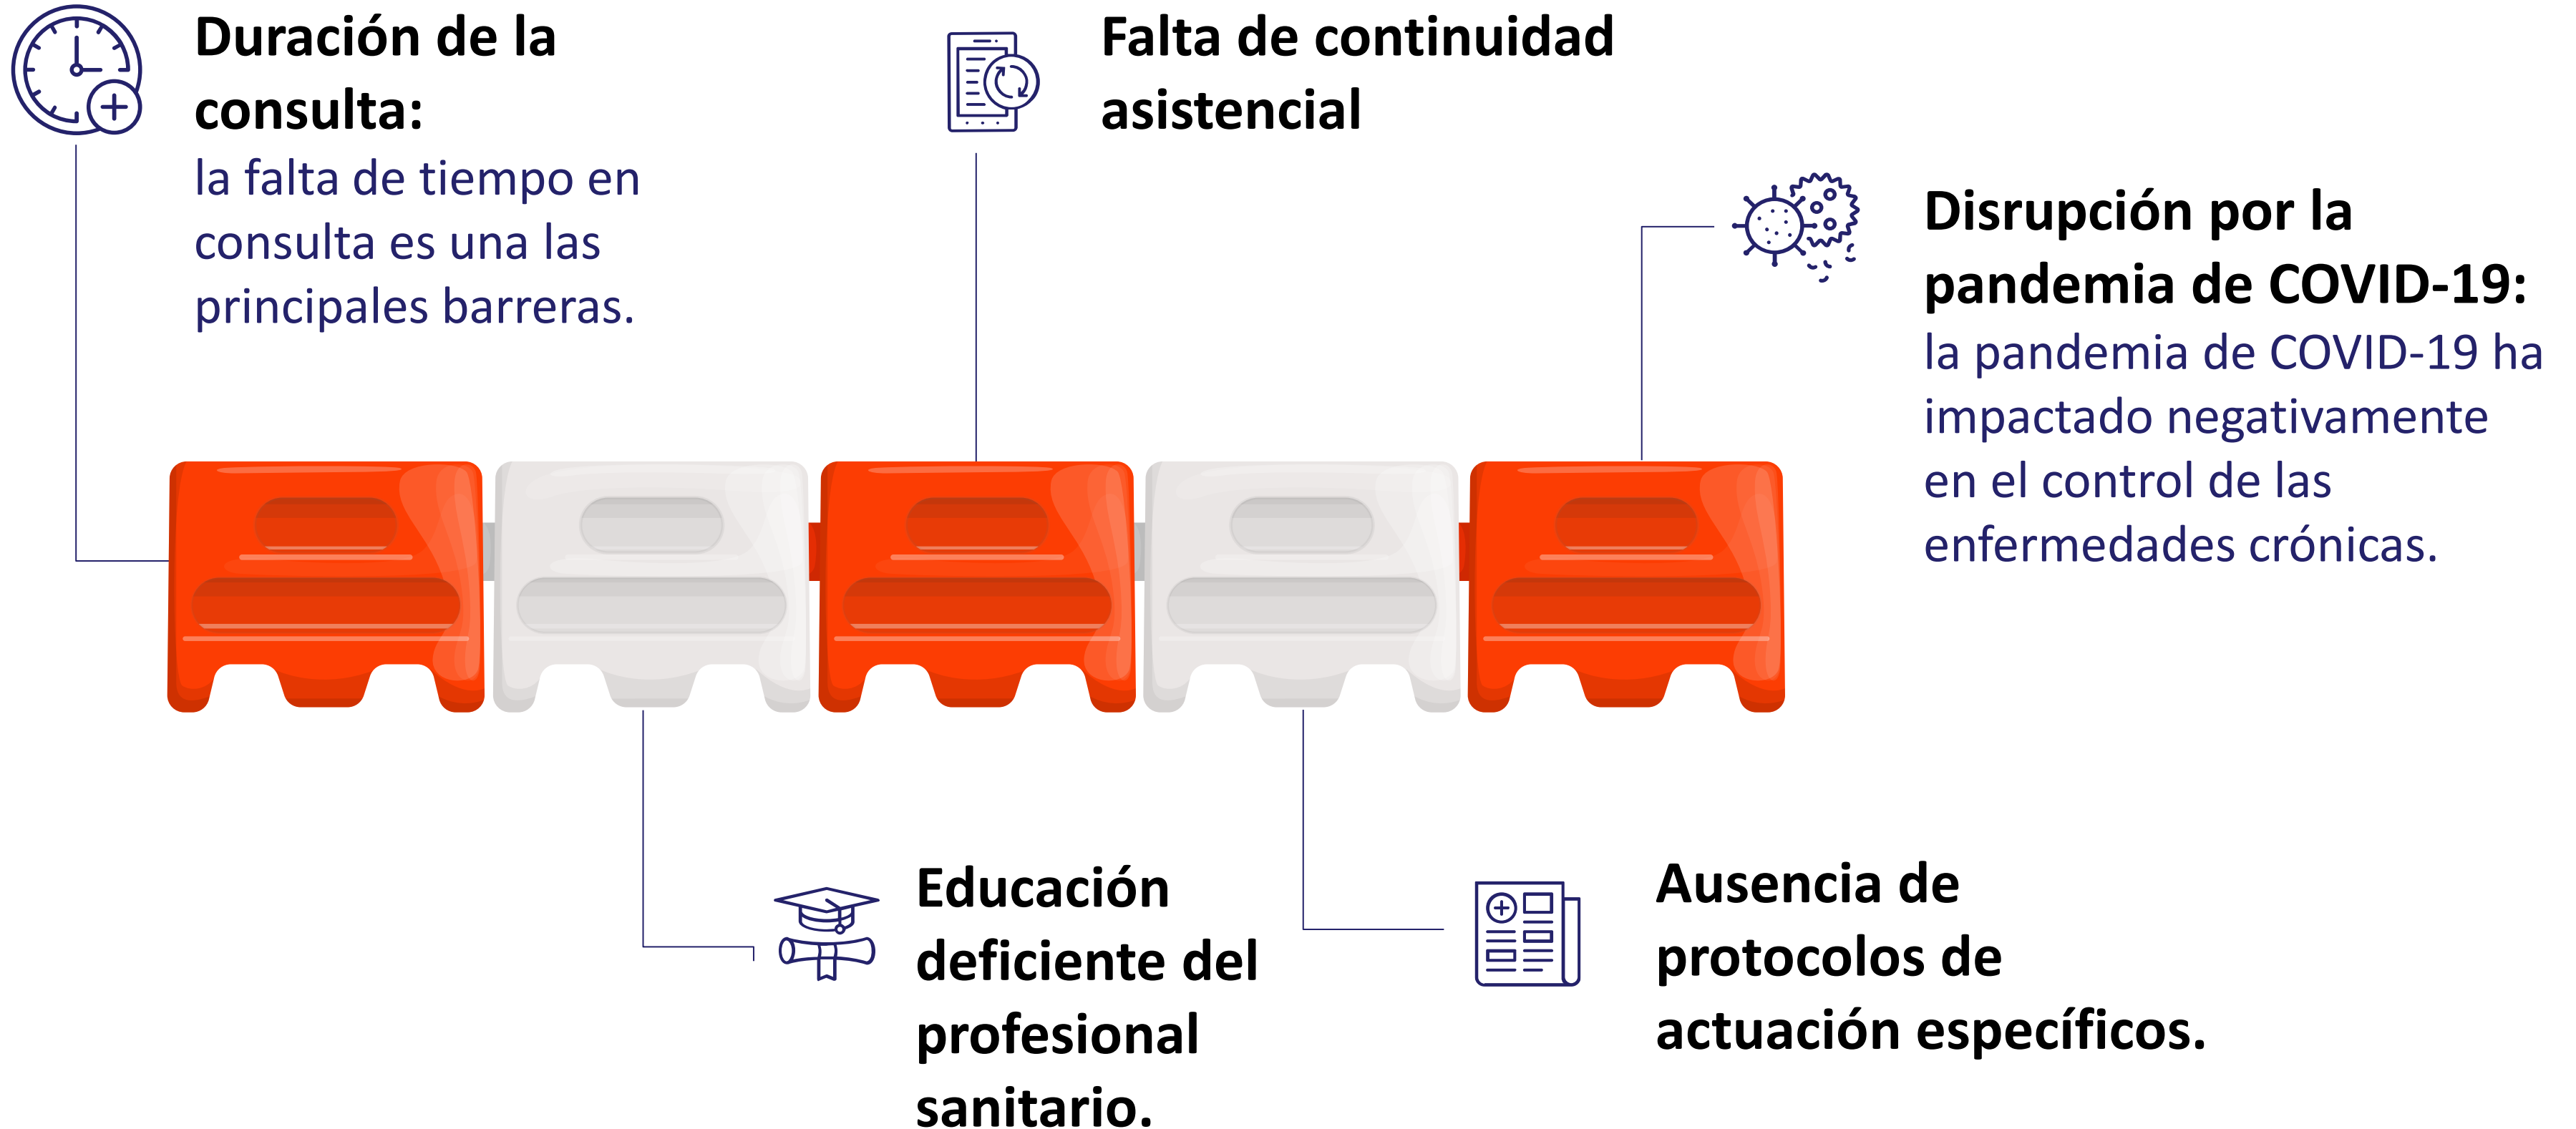 Duración de la
consulta:
la falta de tiempo en
consulta es una las
principales barreras.
Falta de continuidad
asistencial
Disrupción por la
pandemia de COVID-19:
la pandemia de COVID-19 ha
impactado negativamente
en el control de las
enfermedades crónicas.
Educación
deficiente del
profesional
sanitario.
Ausencia de
protocolos de
actuación específicos.